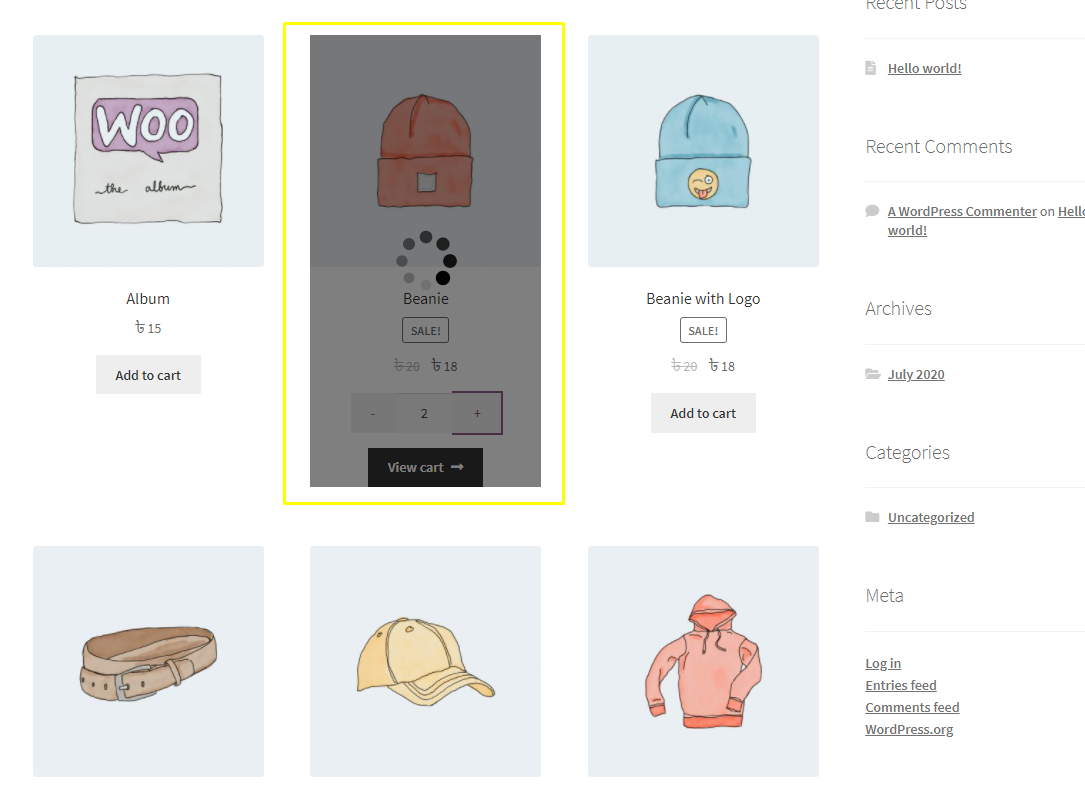 WOO
the album
Album
৳ 15
Add to cart
Beanie
SALE!
৳ 20 ৳ 18
- 2 +
View cart →
Beanie with Logo
SALE!
৳ 20 ৳ 18
Add to cart
Recent Posts
Hello world!
Recent Comments
A WordPress Commenter on Hello
world!
Archives
July 2020
Categories
Uncategorized
Meta
Log in
Entries feed
Comments feed
WordPress.org